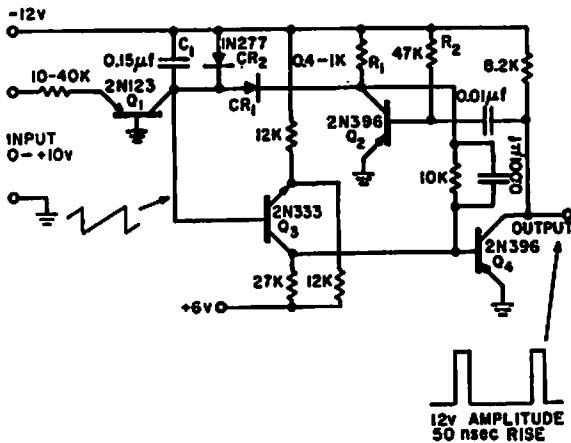 -12v
0.15μf
C1
1N277
CR2
0.4-1K
R1
47K
R2
8.2K
10-40K
2N123
Q1
CR1
0.01μf
2N396
Q2
INPUT
0-+10v
12K
10K
0.001μf
2N333
Q3
OUTPUT
2N396
Q4
27K
12K
+6v
12v AMPLITUDE
50 nsec RISE